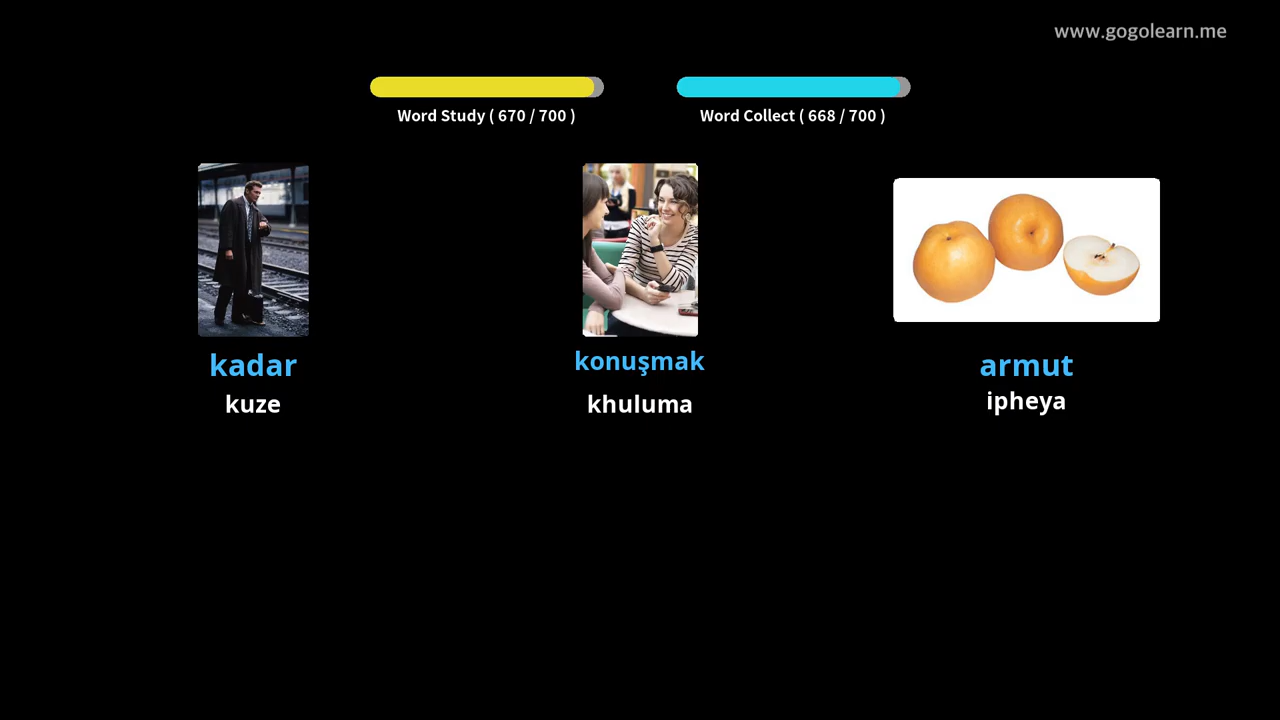 www.gogolearn.me
Word Study ( 670 / 700 )
Word Collect ( 668 / 700 )
kadar
kuze
konuşmak
khuluma
armut
ipheya